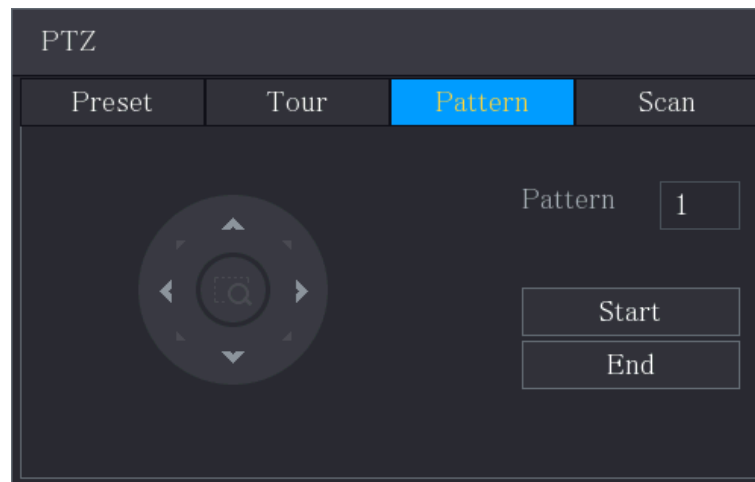 PTZ
Preset Tour Pattern Scan
Pattern 1
Start
End